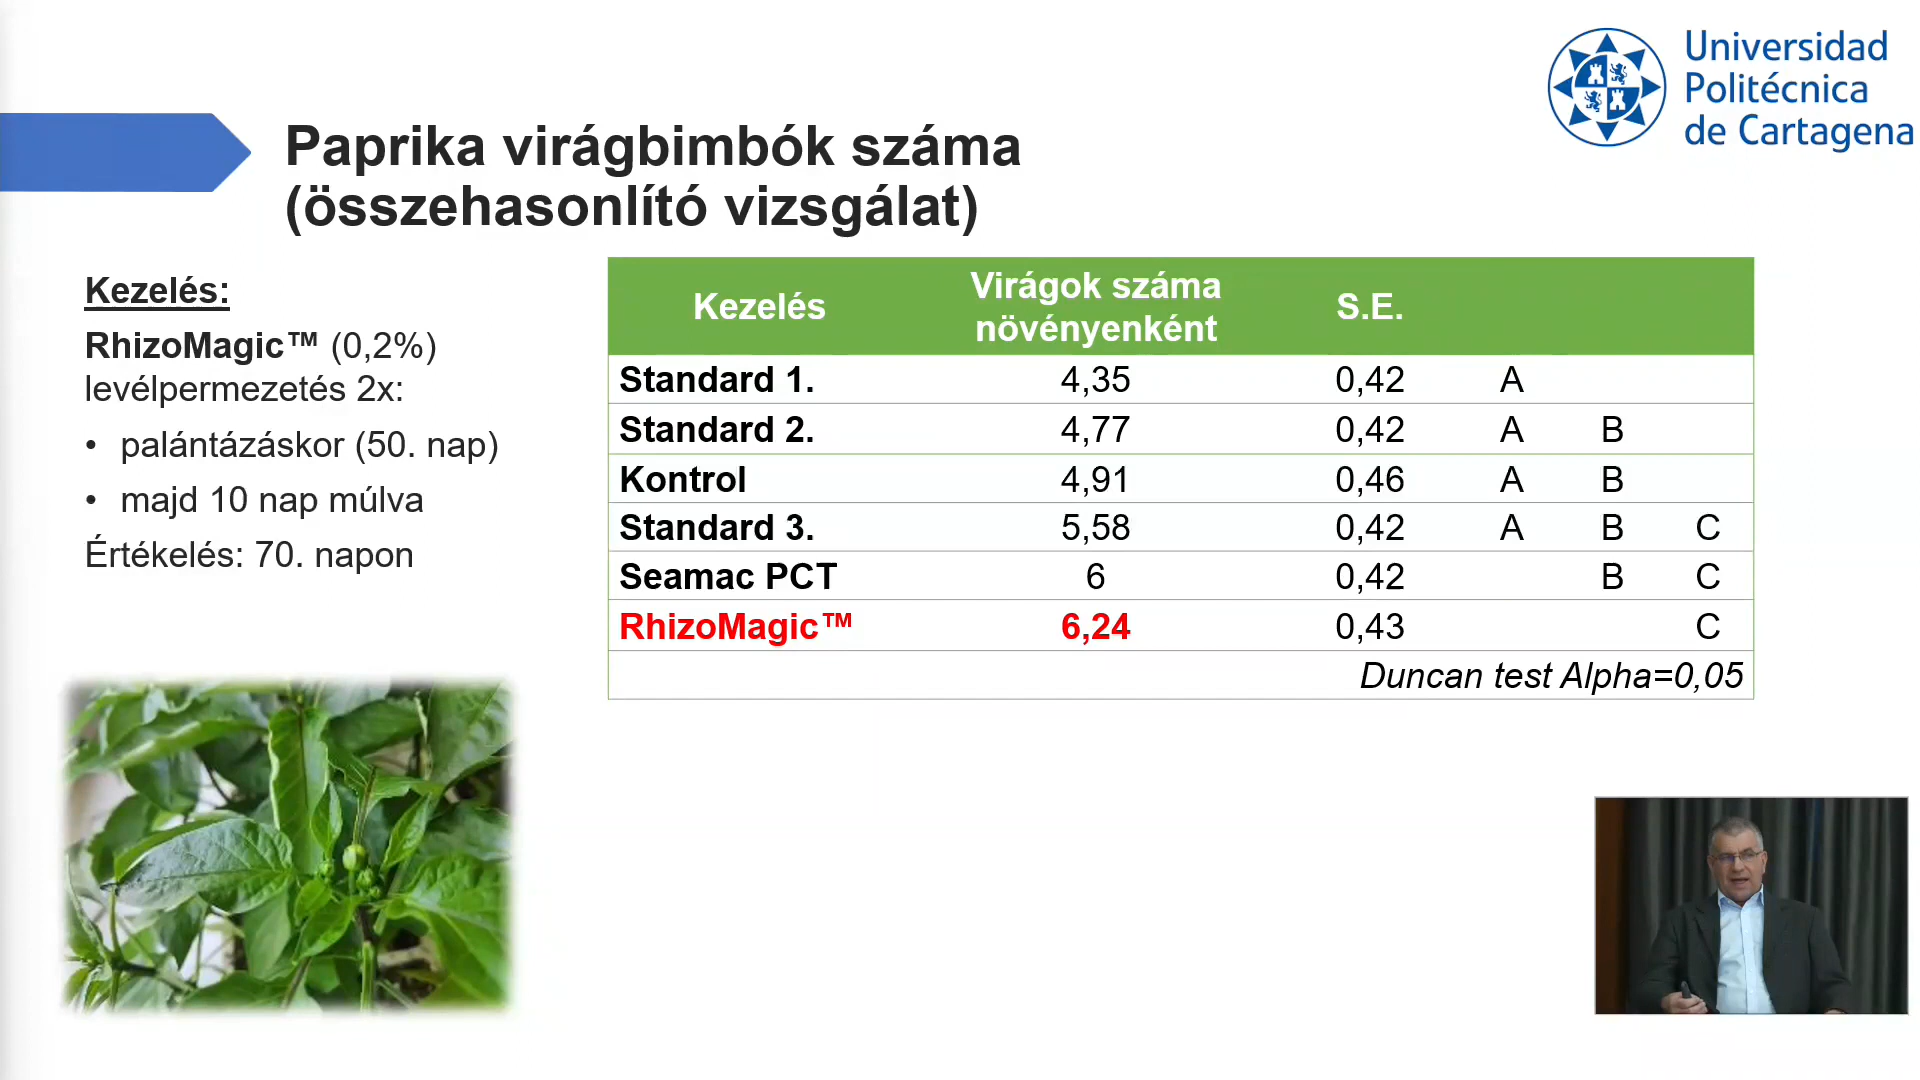 Universidad
Politécnica
de Cartagena
Paprika virágbimbók száma
(összehasonlító vizsgálat)
Kezelés:
RhizoMagic™ (0,2%)
levélpermezetés 2x:
• palántázáskor (50. nap)
• majd 10 nap múlva
Értékelés: 70. napon
Kezelés Virágok száma növényenként S.E.
Standard 1. 4,35 0,42 A
Standard 2. 4,77 0,42 A B
Kontrol 4,91 0,46 A B
Standard 3. 5,58 0,42 A B C
Seamac PCT 6 0,42 B C
RhizoMagic™ 6,24 0,43 C
Duncan test Alpha=0,05